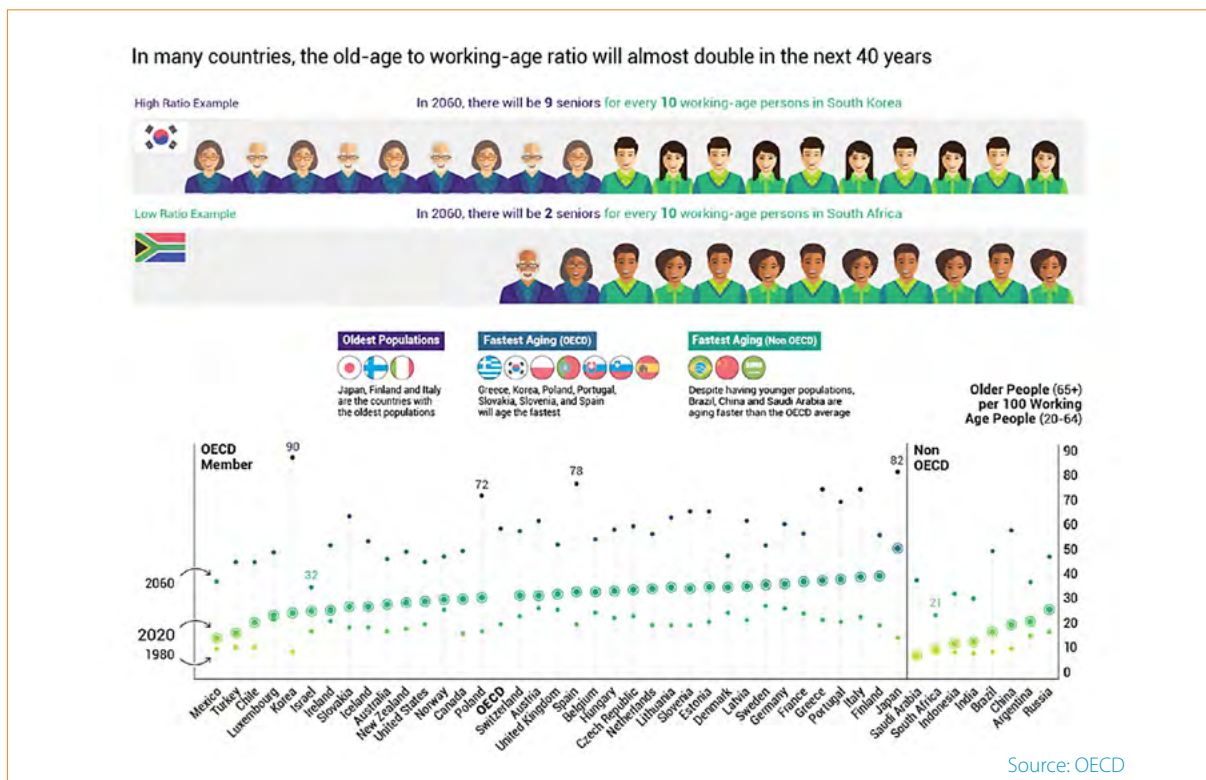 In many countries, the old-age to working-age ratio will almost double in the next 40 years
High Ratio Example
In 2060, there will be 9 seniors for every 10 working-age persons in South Korea
Low Ratio Example
In 2060, there will be 2 seniors for every 10 working-age persons in South Africa
Oldest Populations
Japan, Finland and Italy
are the countries with
the oldest populations
Fastest Aging (OECD)
Greece, Korea, Poland, Portugal,
Slovakia, Slovenia, and Spain
will age the fastest
Fastest Aging (Non OECD)
Despite having younger populations,
Brazil, China and Saudi Arabia are
aging faster than the OECD average
Older People (65+)
per 100 Working
Age People (20-64)
OECD
Member
Non
OECD
90
72
78
82
32
21
2060
2020
1980
90
80
70
60
50
40
30
20
10
0
Mexico
Turkey
Chile
Luxembourg
Korea
Israel
Ireland
Slovakia
Iceland
Australia
New Zealand
United States
Norway
Canada
Poland
OECD
Switzerland
Austria
United Kingdom
Spain
Belgium
Hungary
Czech Republic
Netherlands
Lithuania
Slovenia
Estonia
Denmark
Latvia
Sweden
Germany
France
Greece
Portugal
Italy
Finland
Japan
Saudi Arabia
South Africa
Indonesia
India
Brazil
China
Argentina
Russia
Source: OECD